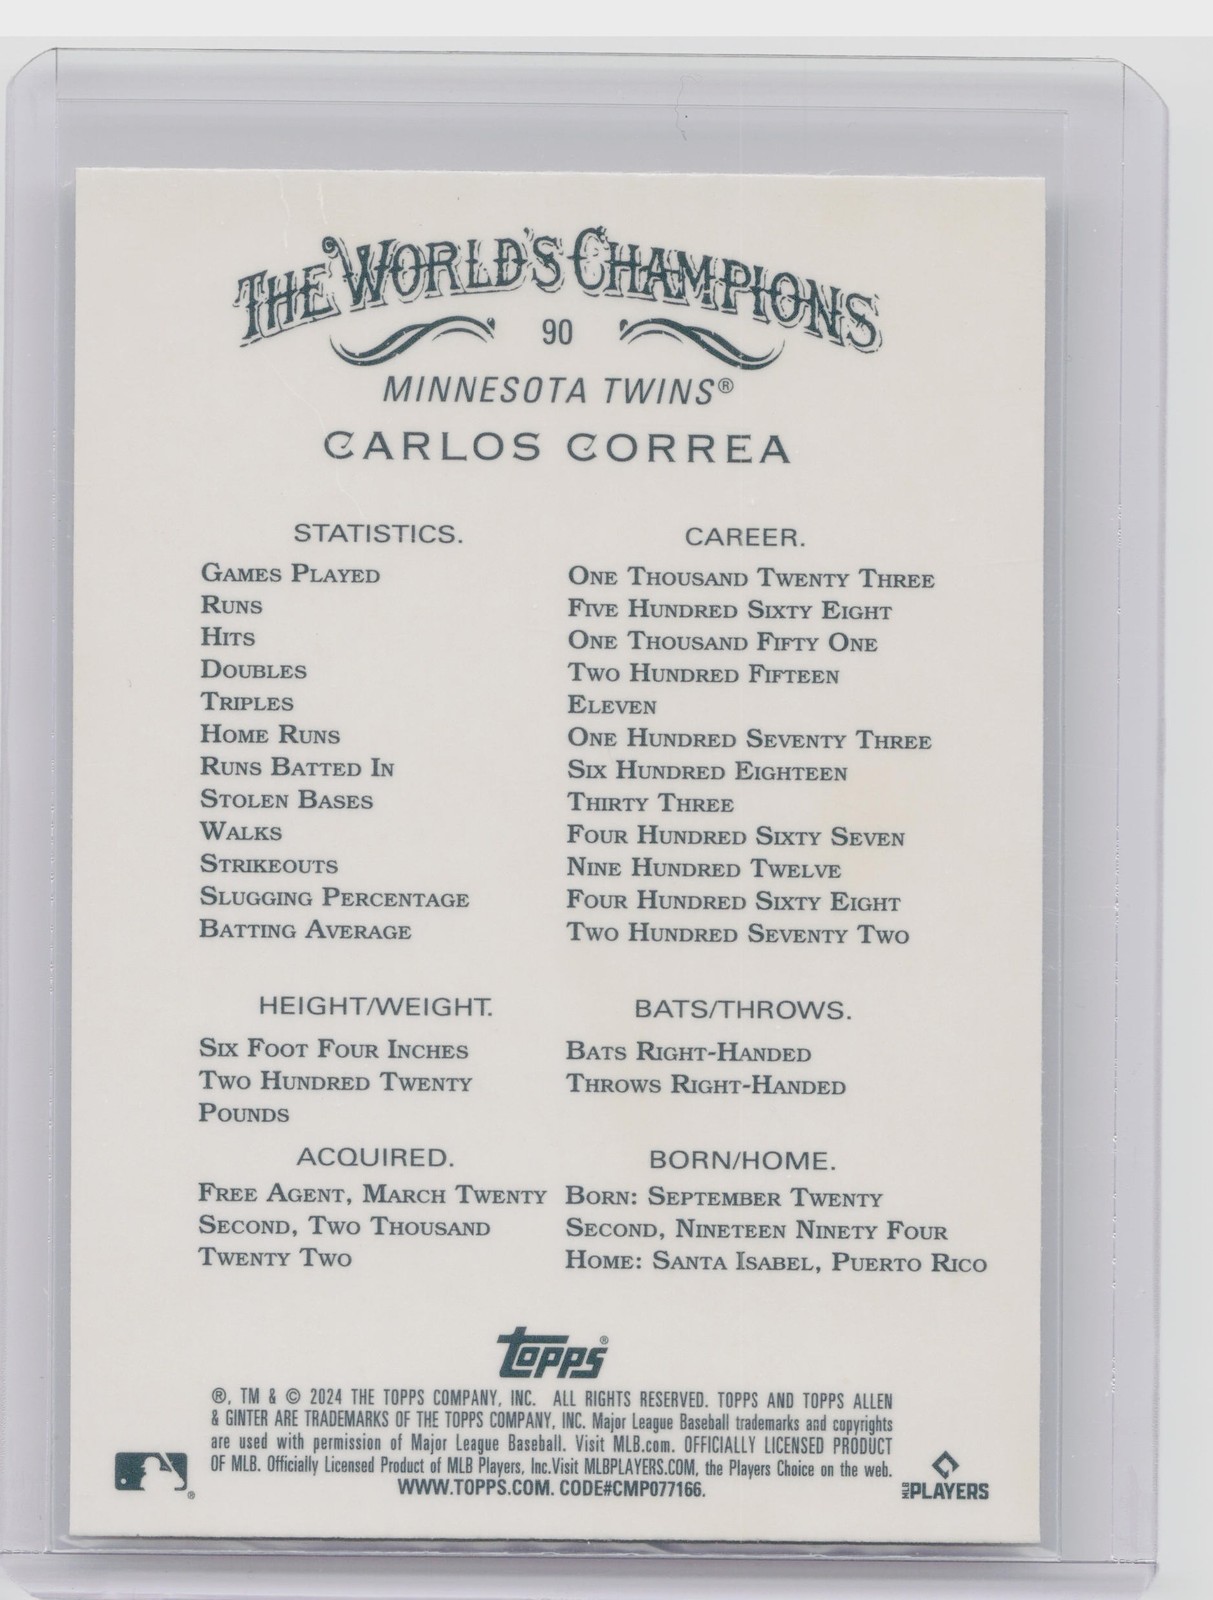 THE WORLD'S CHAMPIONS
90
MINNESOTA TWINS®
CARLOS CORREA
STATISTICS. CAREER.
GAMES PLAYED ONE THOUSAND TWENTY THREE
RUNS FIVE HUNDRED SIXTY EIGHT
HITS ONE THOUSAND FIFTY ONE
DOUBLES TWO HUNDRED FIFTEEN
TRIPLES ELEVEN
HOME RUNS ONE HUNDRED SEVENTY THREE
RUNS BATTED IN SIX HUNDRED EIGHTEEN
STOLEN BASES THIRTY THREE
WALKS FOUR HUNDRED SIXTY SEVEN
STRIKEOUTS NINE HUNDRED TWELVE
SLUGGING PERCENTAGE FOUR HUNDRED SIXTY EIGHT
BATTING AVERAGE TWO HUNDRED SEVENTY TWO
HEIGHT/WEIGHT.
SIX FOOT FOUR INCHES
TWO HUNDRED TWENTY
POUNDS
BATS/THROWS.
BATS RIGHT-HANDED
THROWS RIGHT-HANDED
ACQUIRED.
FREE AGENT, MARCH TWENTY
SECOND, TWO THOUSAND
TWENTY TWO
BORN/HOME.
BORN: SEPTEMBER TWENTY
SECOND, NINETEEN NINETY FOUR
HOME: SANTA ISABEL, PUERTO RICO
Topps®
®, TM & © 2024 THE TOPPS COMPANY, INC. ALL RIGHTS RESERVED. TOPPS AND TOPPS ALLEN
& GINTER ARE TRADEMARKS OF THE TOPPS COMPANY, INC. Major League Baseball trademarks and copyrights
are used with permission of Major League Baseball. Visit MLB.com. OFFICIALLY LICENSED PRODUCT
OF MLB. Officially Licensed Product of MLB Players, Inc.Visit MLBPLAYERS.COM, the Players Choice on the web.
WWW.TOPPS.COM. CODE#CMP077166.
®
MLB PLAYERS